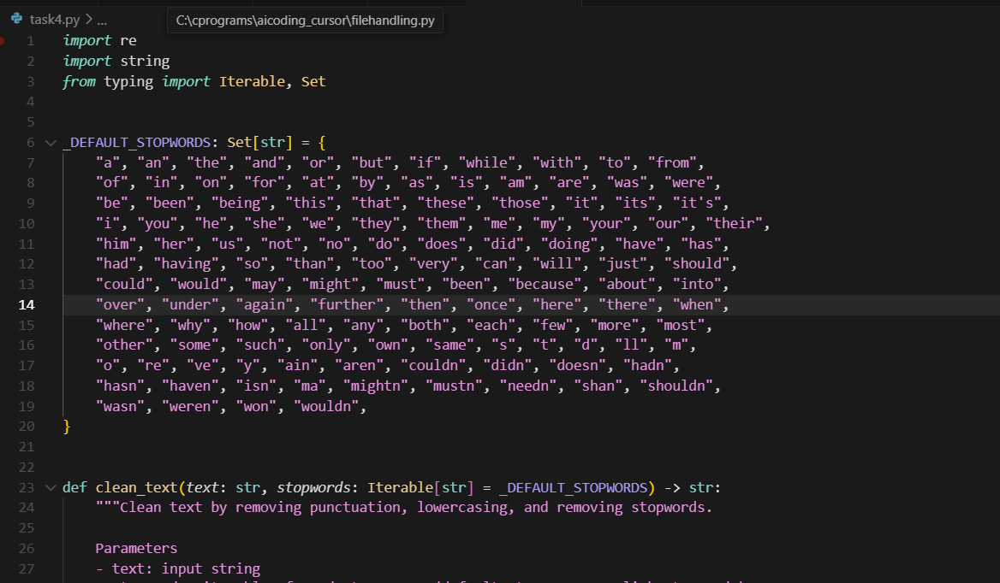 task4.py > ...
C:\cprograms\aicoding_cursor\filehandling.py
1 import re
2 import string
3 from typing import Iterable, Set
4
5
6 _DEFAULT_STOPWORDS: Set[str] = {
7 "a", "an", "the", "and", "or", "but", "if", "while", "with", "to", "from",
8 "of", "in", "on", "for", "at", "by", "as", "is", "am", "are", "was", "were",
9 "be", "been", "being", "this", "that", "these", "those", "it", "its", "it's",
10 "i", "you", "he", "she", "we", "they", "them", "me", "my", "your", "our", "their",
11 "him", "her", "us", "not", "no", "do", "does", "did", "doing", "have", "has",
12 "had", "having", "so", "than", "too", "very", "can", "will", "just", "should",
13 "could", "would", "may", "might", "must", "been", "because", "about", "into",
14 "over", "under", "again", "further", "then", "once", "here", "there", "when",
15 "where", "why", "how", "all", "any", "both", "each", "few", "more", "most",
16 "other", "some", "such", "only", "own", "same", "s", "t", "d", "ll", "m",
17 "o", "re", "ve", "y", "ain", "aren", "couldn", "didn", "doesn", "hadn",
18 "hasn", "haven", "isn", "ma", "mightn", "mustn", "needn", "shan", "shouldn",
19 "wasn", "weren", "won", "wouldn",
20 }
21
22
23 def clean_text(text: str, stopwords: Iterable[str] = _DEFAULT_STOPWORDS) -> str:
24 """Clean text by removing punctuation, lowercasing, and removing stopwords.
25
26 Parameters
27 - text: input string